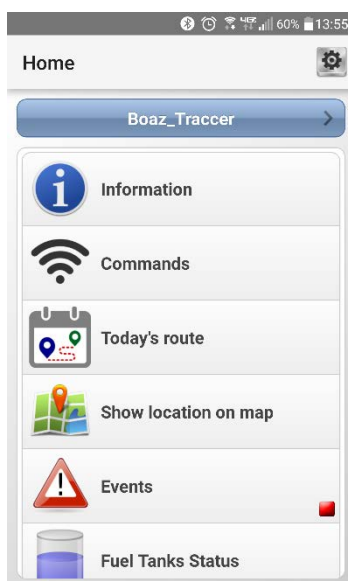 60% 13:55
Home
Boaz_Traccer
Information
Commands
Today's route
Show location on map
Events
Fuel Tanks Status